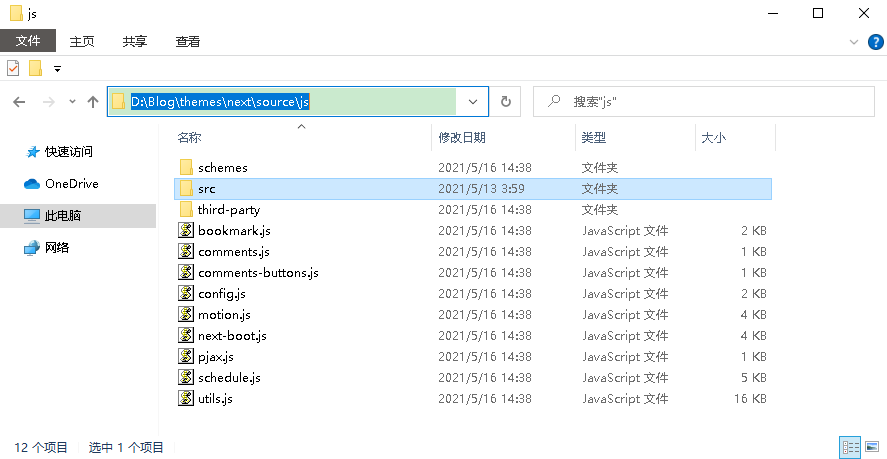 js
文件 主页 共享 查看
D:\Blog\themes\next\source\js 搜索"js"
名称 修改日期 类型 大小
快速访问
OneDrive
此电脑
网络
schemes 2021/5/16 14:38 文件夹
src 2021/5/13 3:59 文件夹
third-party 2021/5/16 14:38 文件夹
bookmark.js 2021/5/16 14:38 JavaScript 文件 2 KB
comments.js 2021/5/16 14:38 JavaScript 文件 1 KB
comments-buttons.js 2021/5/16 14:38 JavaScript 文件 1 KB
config.js 2021/5/16 14:38 JavaScript 文件 2 KB
motion.js 2021/5/16 14:38 JavaScript 文件 4 KB
next-boot.js 2021/5/16 14:38 JavaScript 文件 4 KB
pjax.js 2021/5/16 14:38 JavaScript 文件 1 KB
schedule.js 2021/5/16 14:38 JavaScript 文件 5 KB
utils.js 2021/5/16 14:38 JavaScript 文件 16 KB
12 个项目 选中 1 个项目